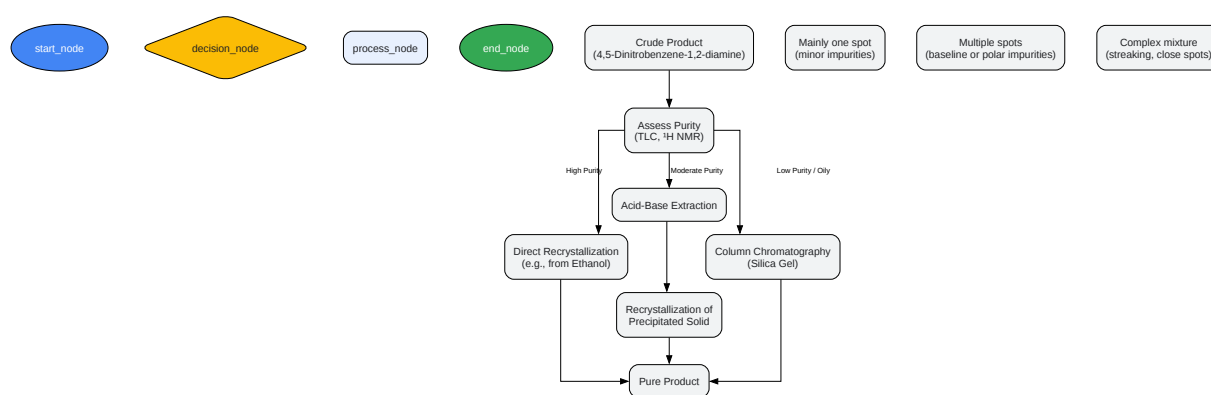 start_node
decision_node
process_node
end_node
Crude Product
(4,5-Dinitrobenzene-1,2-diamine)
Mainly one spot
(minor impurities)
Multiple spots
(baseline or polar impurities)
Complex mixture
(streaking, close spots)
Assess Purity
(TLC, ¹H NMR)
High Purity
Moderate Purity
Low Purity / Oily
Acid-Base Extraction
Direct Recrystallization
(e.g., from Ethanol)
Column Chromatography
(Silica Gel)
Recrystallization of
Precipitated Solid
Pure Product